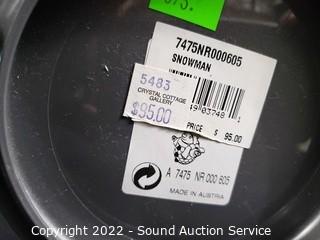 7475NR000605
SNOWMAN
5483
CRYSTAL COTTAGE
GALLERY
$95.00
PRICE $ 95.00
A 7475 NR 000 605
MADE IN AUSTRIA
Copyright 2022 - Sound Auction Service